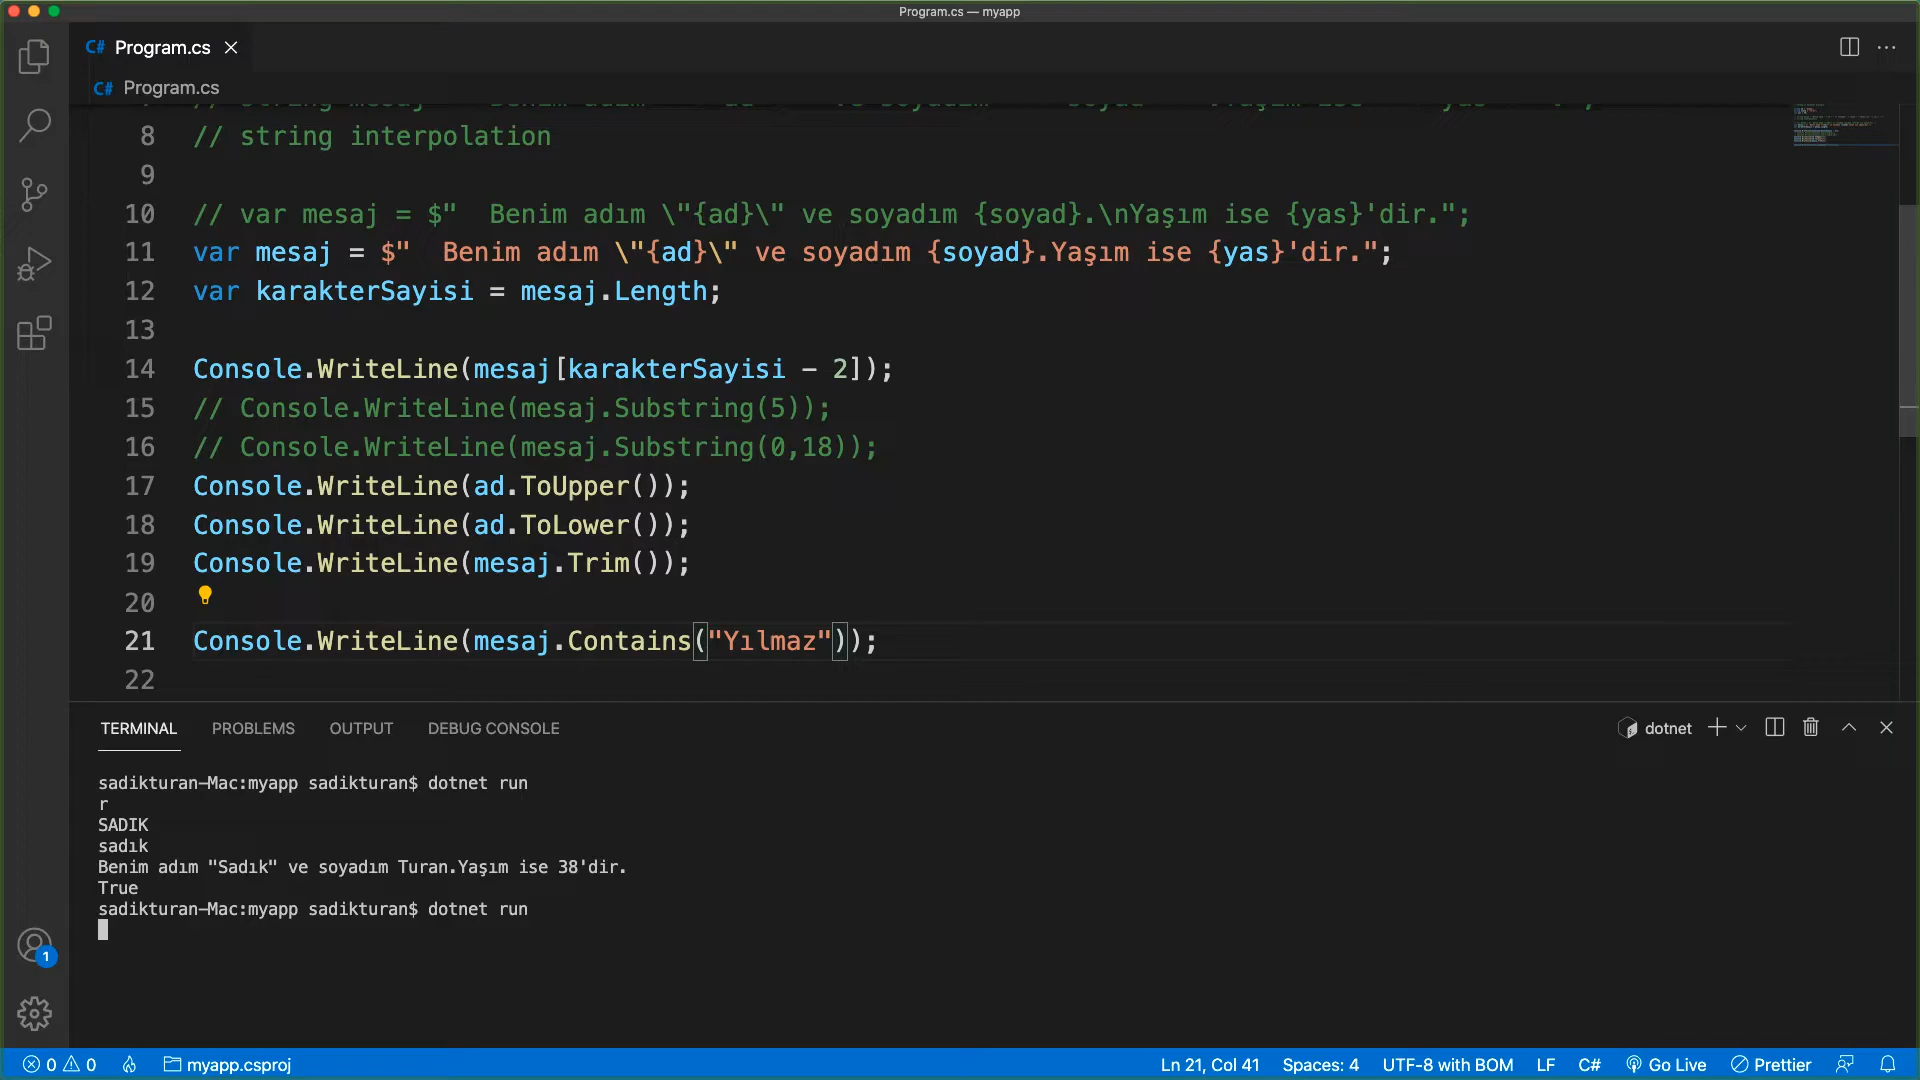 Program.cs — myapp
C# Program.cs
C# Program.cs
8 // string interpolation
9
10 // var mesaj = $"  Benim adım \"{ad}\" ve soyadım {soyad}.\nYaşım ise {yas}'dir.";
11 var mesaj = $"  Benim adım \"{ad}\" ve soyadım {soyad}.Yaşım ise {yas}'dir.";
12 var karakterSayisi = mesaj.Length;
13
14 Console.WriteLine(mesaj[karakterSayisi - 2]);
15 // Console.WriteLine(mesaj.Substring(5));
16 // Console.WriteLine(mesaj.Substring(0,18));
17 Console.WriteLine(ad.ToUpper());
18 Console.WriteLine(ad.ToLower());
19 Console.WriteLine(mesaj.Trim());
20
21 Console.WriteLine(mesaj.Contains("Yılmaz"));
22
TERMINAL PROBLEMS OUTPUT DEBUG CONSOLE dotnet
sadikturan-Mac:myapp sadikturan$ dotnet run
r
SADIK
sadık
Benim adım "Sadık" ve soyadım Turan.Yaşım ise 38'dir.
True
sadikturan-Mac:myapp sadikturan$ dotnet run
1
0 0 myapp.csproj Ln 21, Col 41 Spaces: 4 UTF-8 with BOM LF C# Go Live Prettier